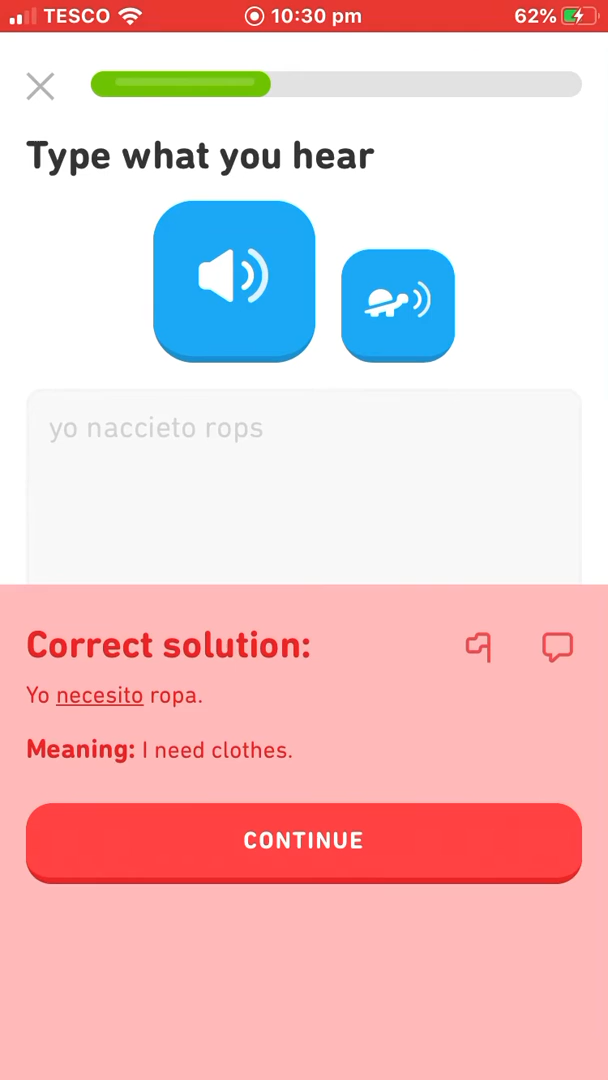 TESCO 10:30 pm 62%
Type what you hear
yo naccieto rops
Correct solution:
Yo necesito ropa.
Meaning: I need clothes.
CONTINUE